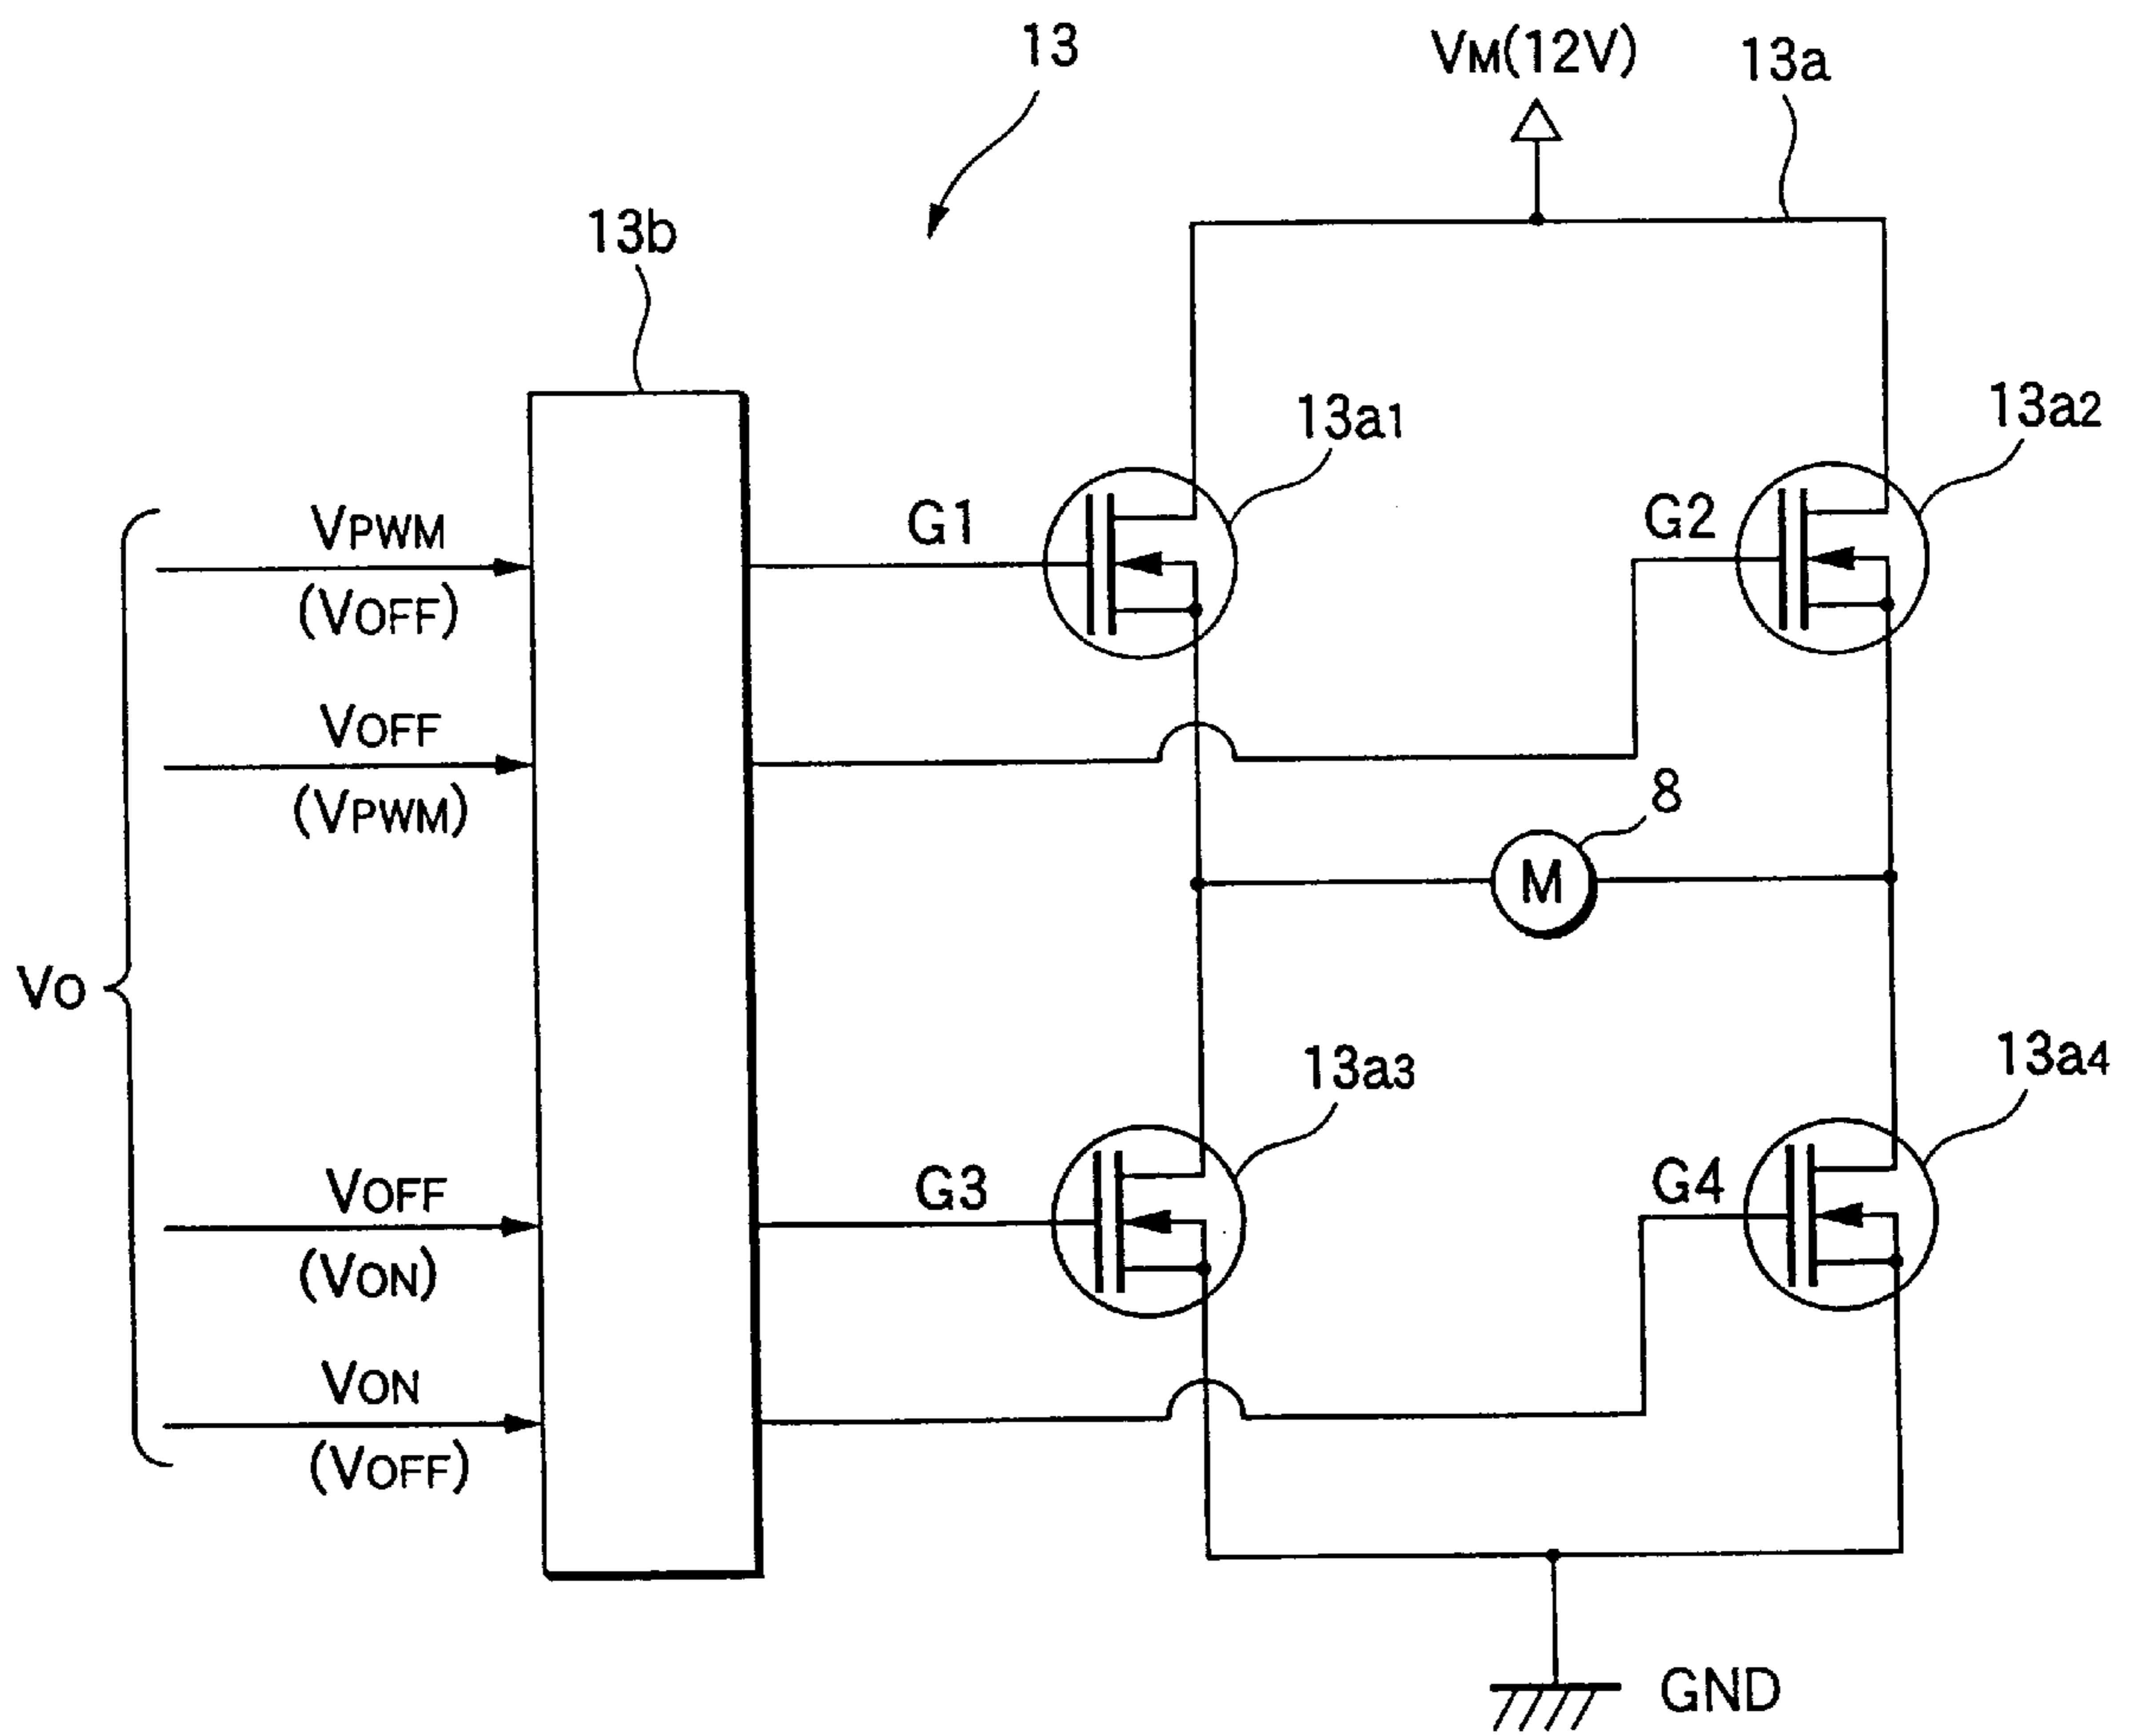 13
VM(12V)
13a
13b
13a1
13a2
G1
G2
VPWM
(VOFF)
VOFF
(VPWM)
8
M
VO
13a3
13a4
G3
G4
VOFF
(VON)
VON
(VOFF)
GND